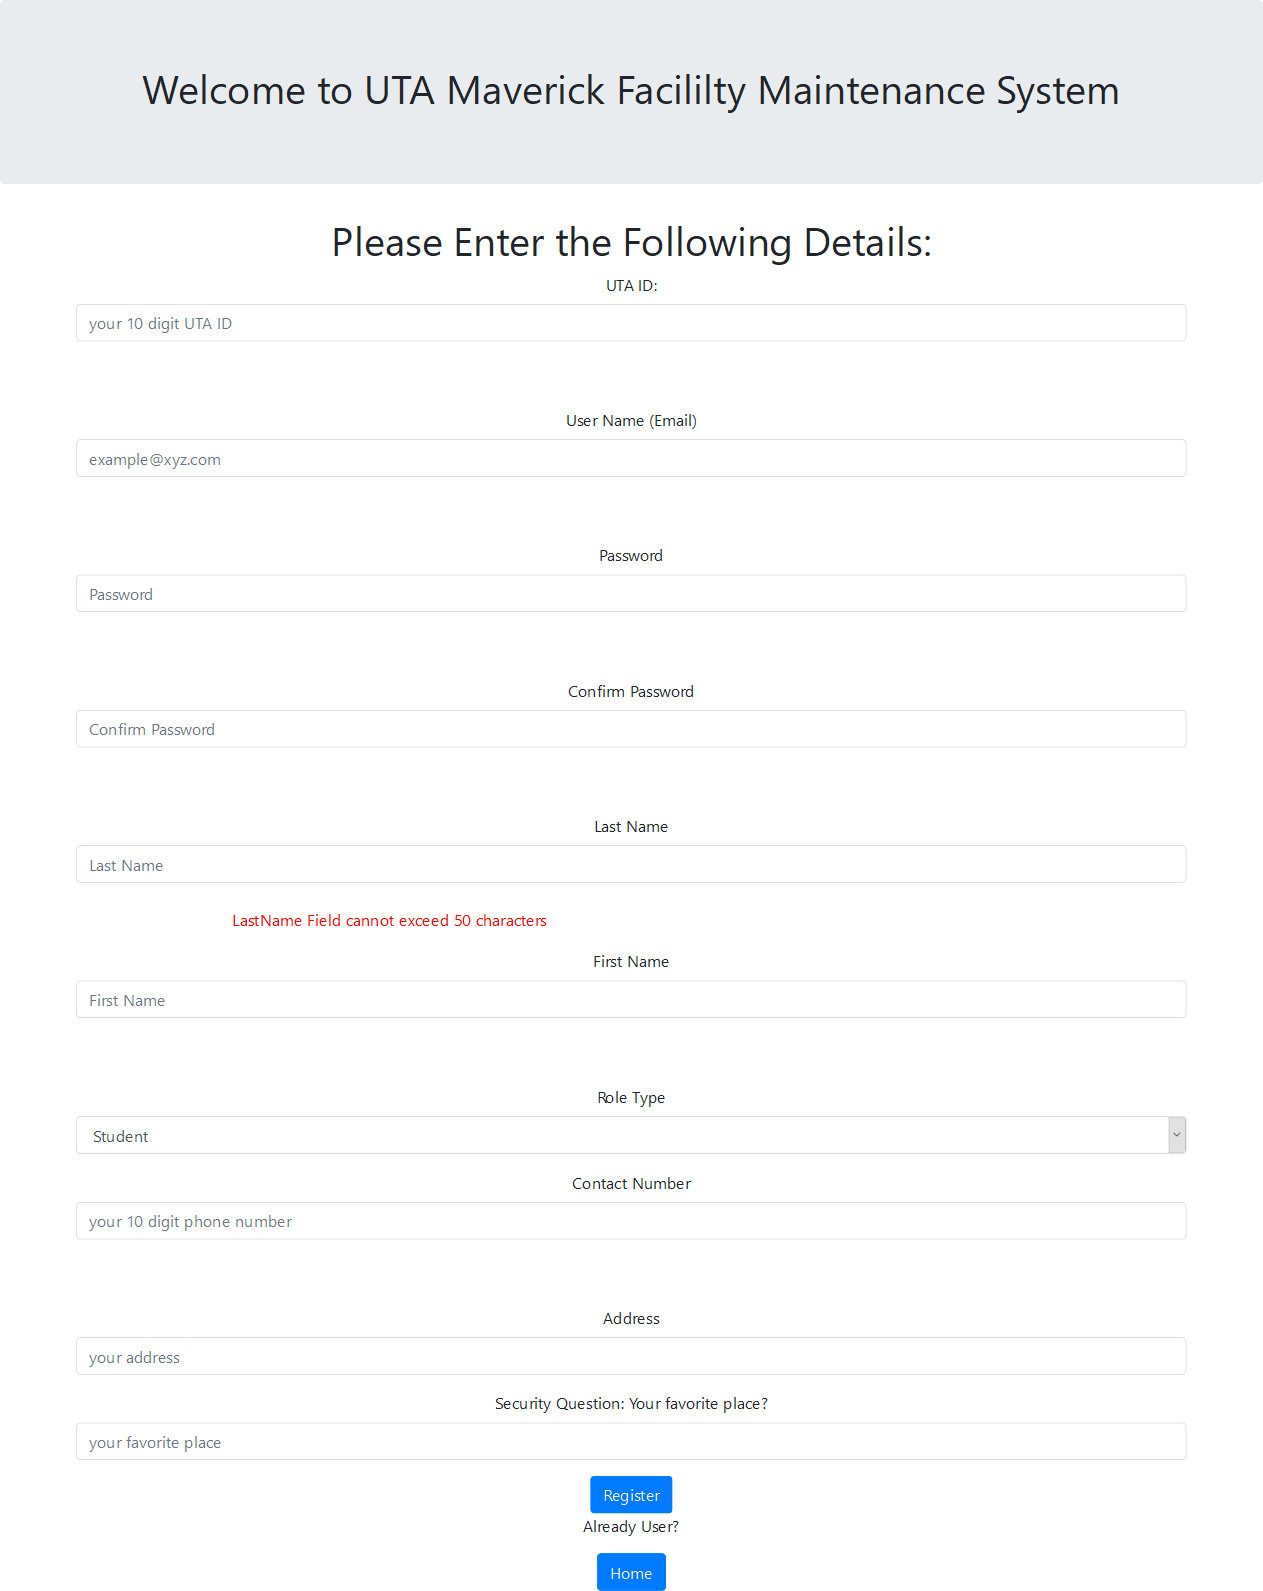 Welcome to UTA Maverick Facililty Maintenance System
Please Enter the Following Details:
UTA ID:
your 10 digit UTA ID
User Name (Email)
example@xyz.com
Password
Password
Confirm Password
Confirm Password
Last Name
Last Name
LastName Field cannot exceed 50 characters
First Name
First Name
Role Type
Student
Contact Number
your 10 digit phone number
Address
your address
Security Question: Your favorite place?
your favorite place
Register
Already User?
Home